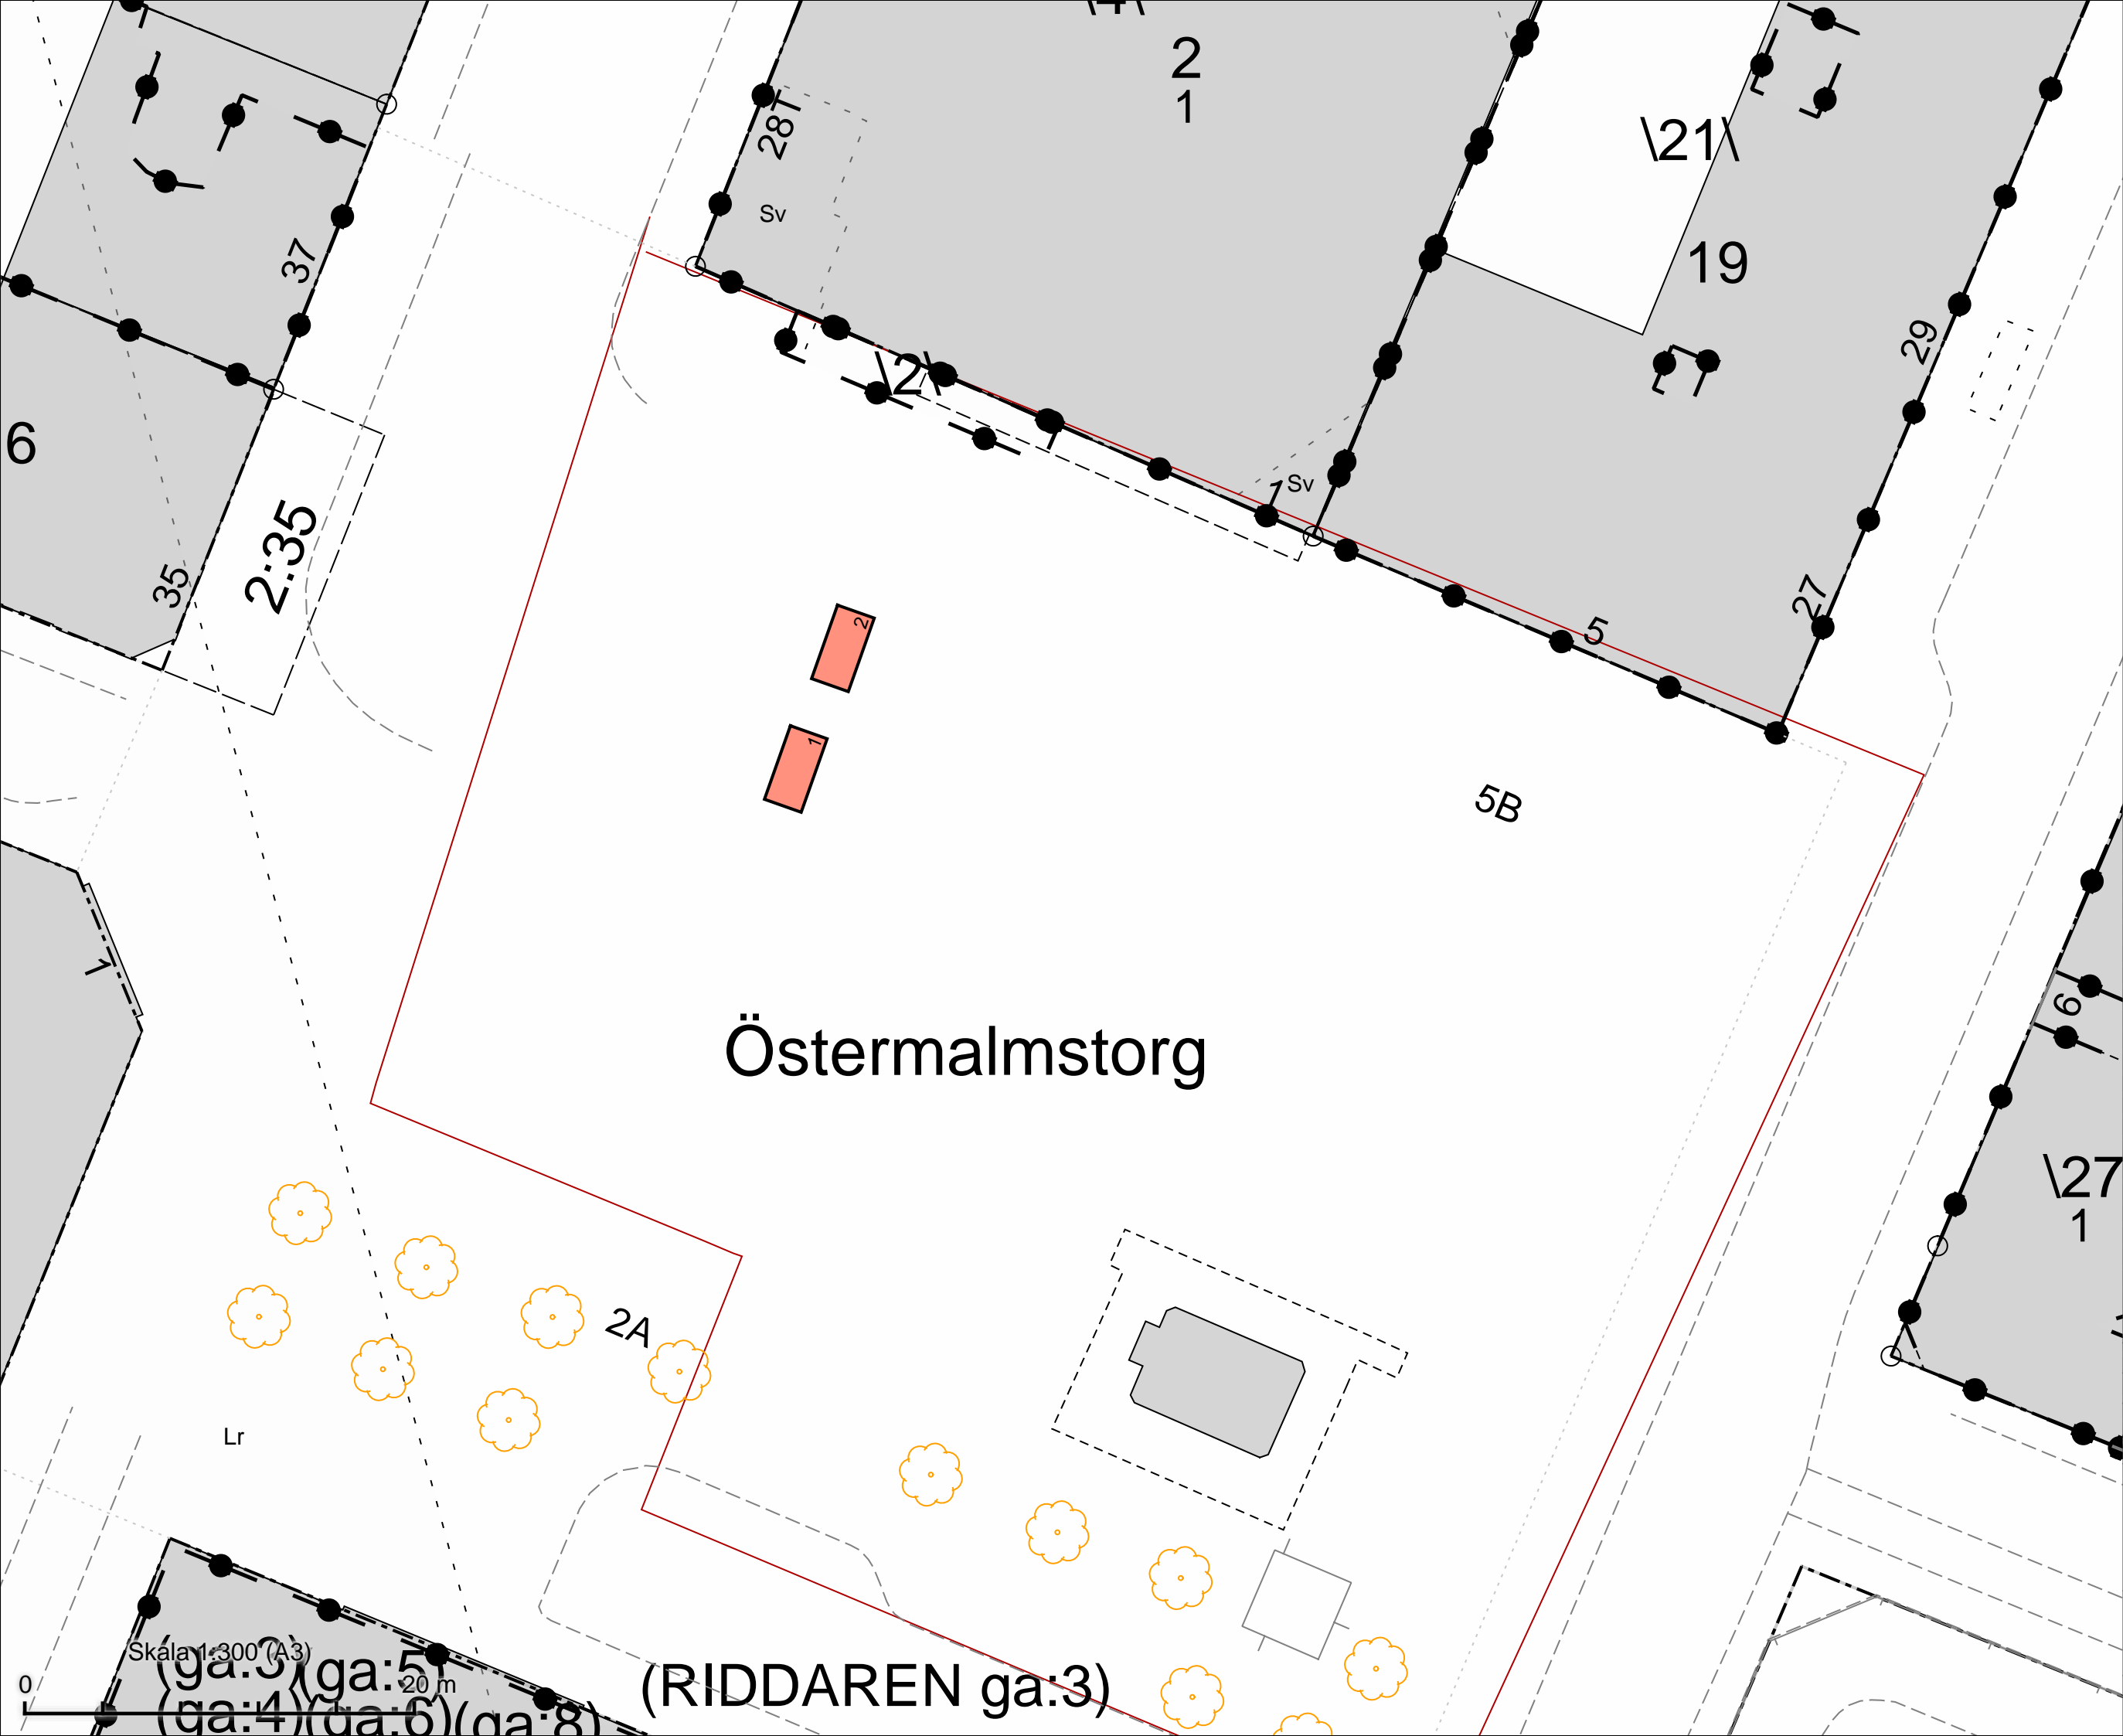 2
1
\21\
281
Sv
37
19
29
\2\
6
1
Sv
2:35
35
27
5
2
1
5B
1
6
Östermalmstorg
\27
1
2A
Lr
Skala 1:300 (A3)
(ga:3)(ga:5)
0
20 m
(ga:4)(ga:6)(ga:8)
(RIDDAREN ga:3)